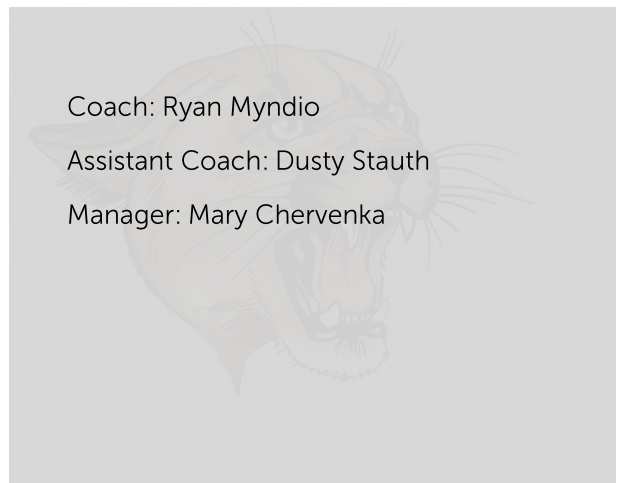 Coach: Ryan Myndio
Assistant Coach: Dusty Stauth
Manager: Mary Chervenka